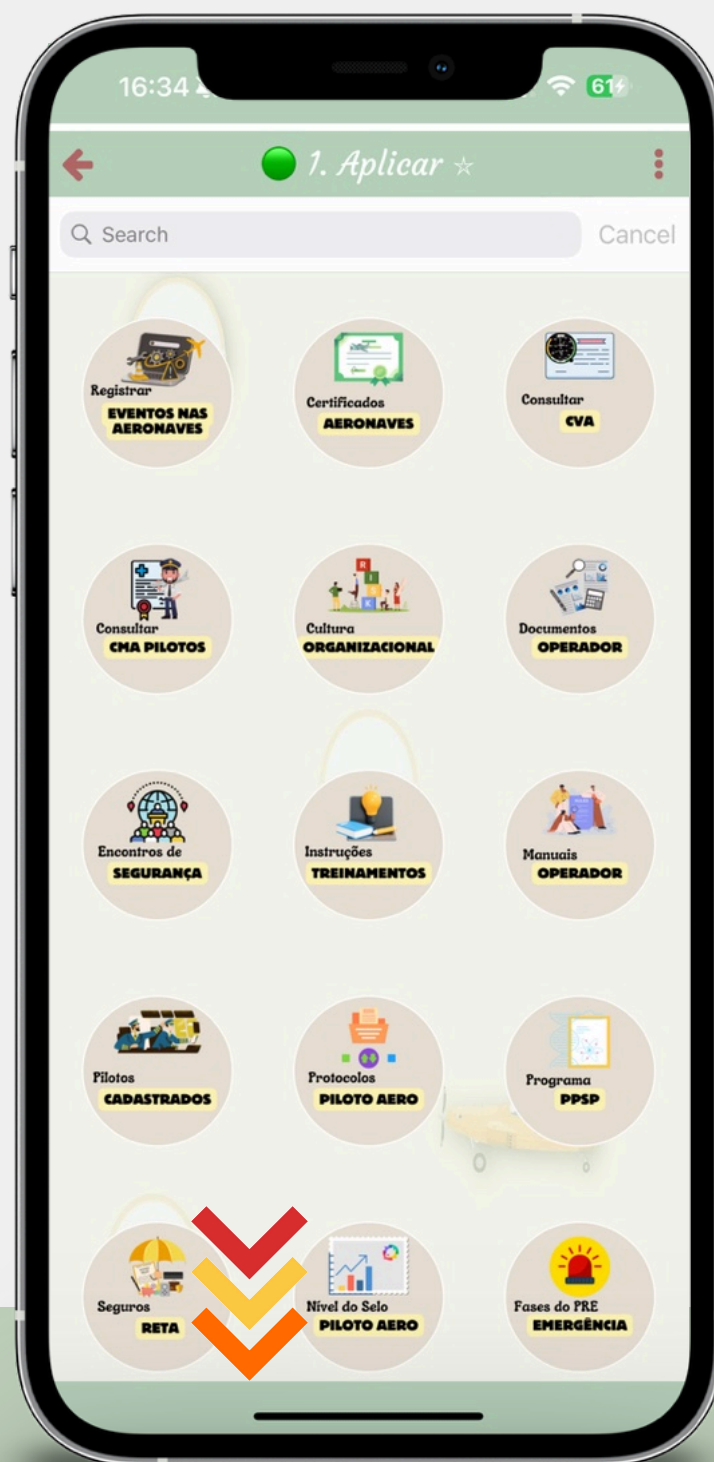 16:34
61
1. Aplicar ☆
Search
Cancel
Registrar
EVENTOS NAS
AERONAVES
Certificados
AERONAVES
Consultar
CVA
Consultar
CMA PILOTOS
RISK
Cultura
ORGANIZACIONAL
Documentos
OPERADOR
Encontros de
SEGURANÇA
Instruções
TREINAMENTOS
Manuais
OPERADOR
Pilotos
CADASTRADOS
Protocolos
PILOTO AERO
Programa
PPSP
Seguros
RETA
Nível do Selo
PILOTO AERO
Fases do PRE
EMERGÊNCIA